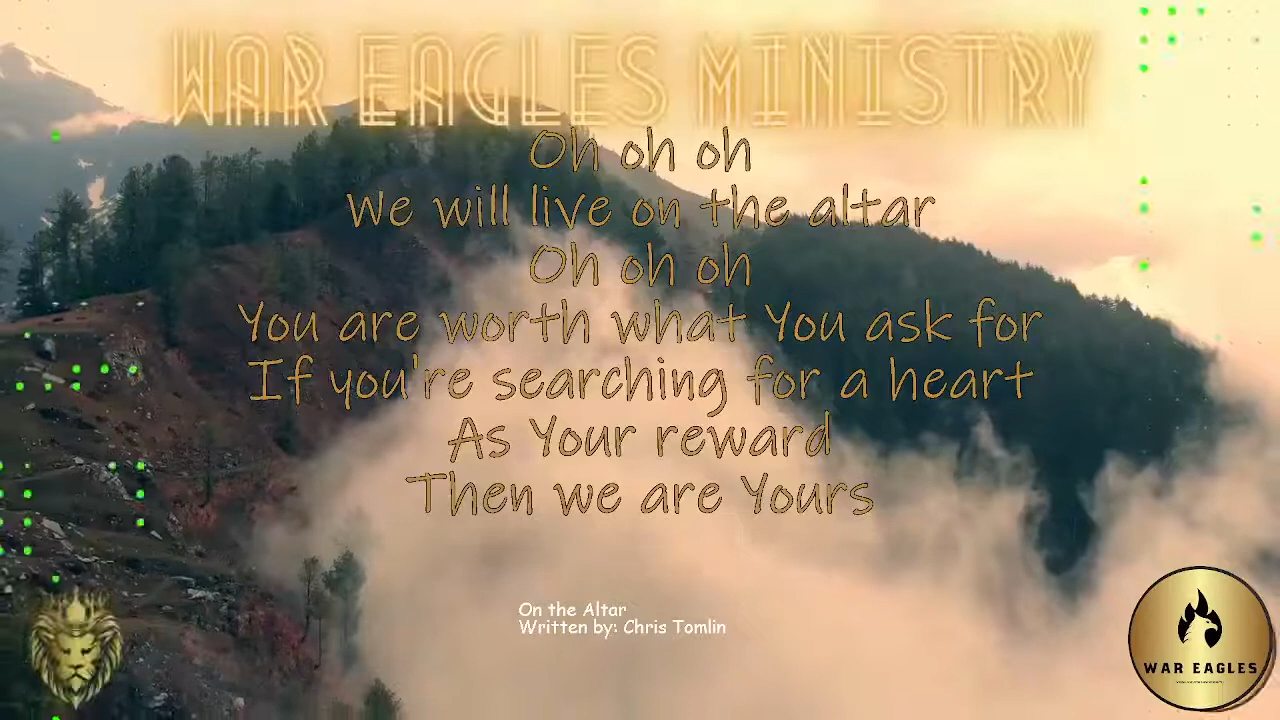 WAR EAGLES MINISTRY
Oh oh oh
We will live on the altar
Oh oh oh
You are worth what You ask for
If you're searching for a heart
As Your reward
Then we are Yours
On the Altar
Written by: Chris Tomlin
WAR EAGLES